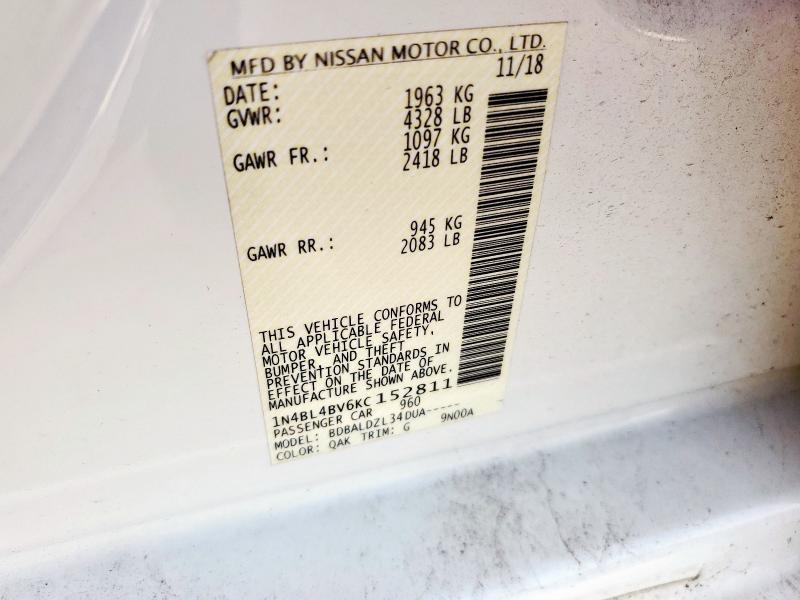 MFD BY NISSAN MOTOR CO., LTD.
DATE: 11/18
GVWR: 1963 KG
4328 LB
GAWR FR.: 1097 KG
2418 LB
GAWR RR.: 945 KG
2083 LB
THIS VEHICLE CONFORMS TO
ALL APPLICABLE FEDERAL
MOTOR VEHICLE SAFETY,
BUMPER, AND THEFT
PREVENTION STANDARDS IN
EFFECT ON THE DATE OF
MANUFACTURE SHOWN ABOVE.
1N4BL4BV6KC152811
PASSENGER CAR 960
MODEL: BDBALDZL34DUA-----
COLOR: QAK TRIM: G 9N00A